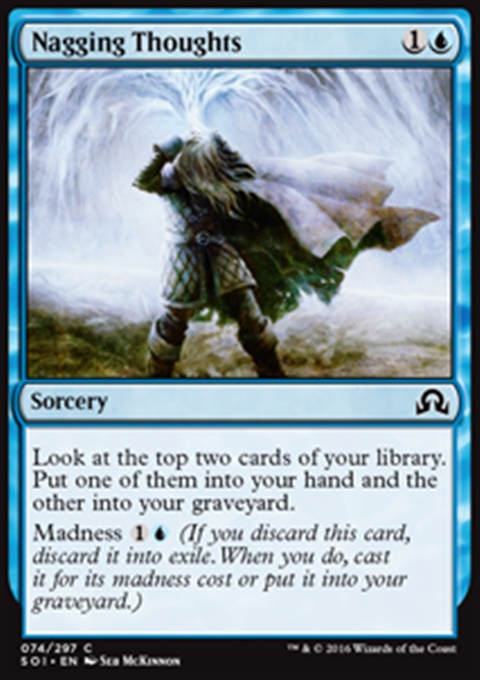 Nagging Thoughts 1
Sorcery
Look at the top two cards of your library.
Put one of them into your hand and the
other into your graveyard.
Madness 1 (If you discard this card,
discard it into exile. When you do, cast
it for its madness cost or put it into your
graveyard.)
074/297 C
SOI • EN Seb McKinnon
™ & © 2016 Wizards of the Coast